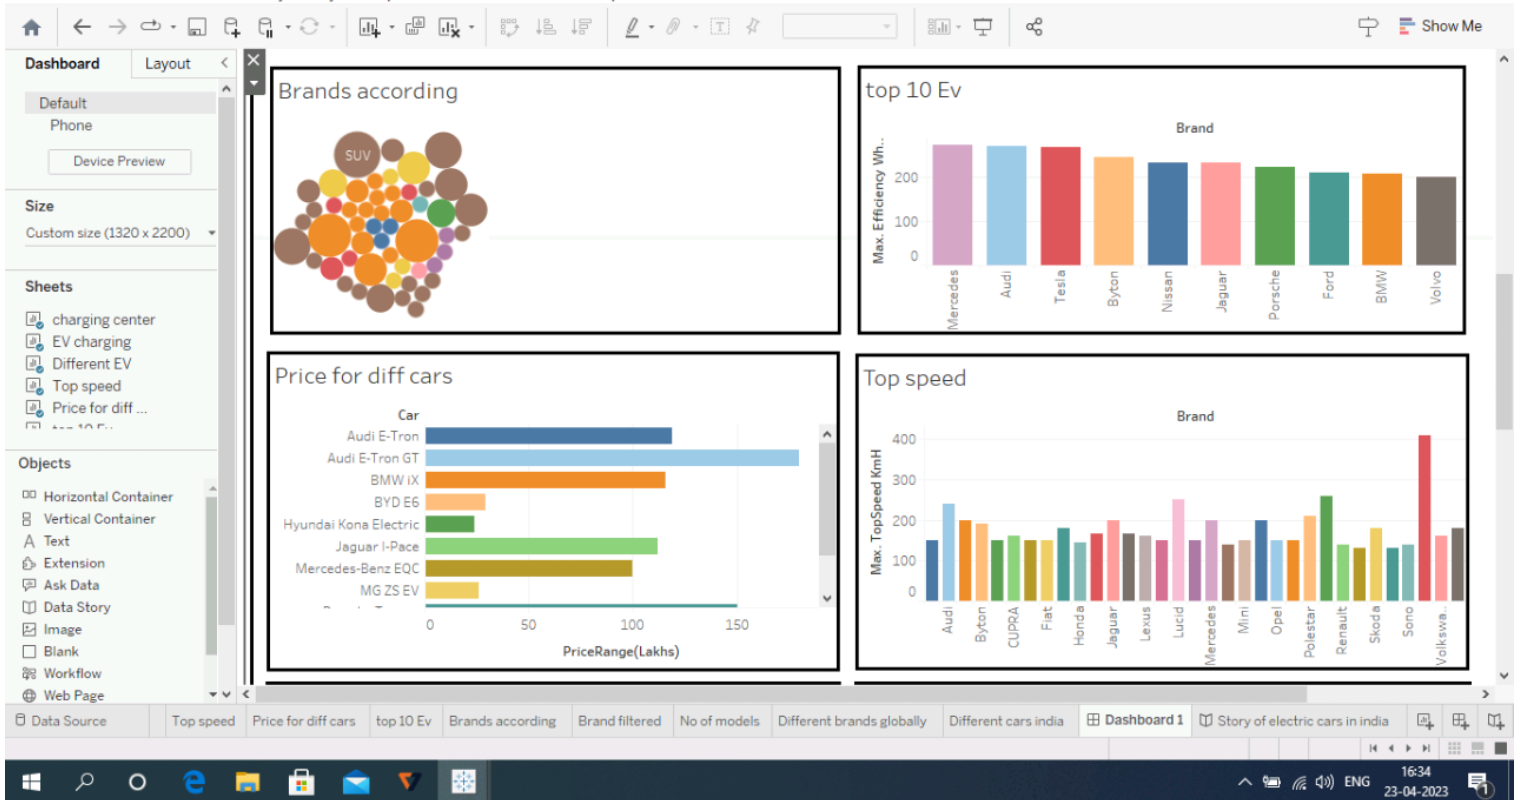 Show Me
Dashboard
Layout
Default
Phone
Device Preview
Size
Custom size (1320 x 2200)
Sheets
charging center
EV charging
Different EV
Top speed
Price for diff ...
Objects
Horizontal Container
Vertical Container
Text
Extension
Ask Data
Data Story
Image
Blank
Workflow
Web Page
Brands according
SUV
top 10 Ev
Brand
Max. Efficiency Wh..
200
100
0
Mercedes
Audi
Tesla
Byton
Nissan
Jaguar
Porsche
Ford
BMW
Volvo
Price for diff cars
Car
Audi E-Tron
Audi E-Tron GT
BMW iX
BYD E6
Hyundai Kona Electric
Jaguar I-Pace
Mercedes-Benz EQC
MG ZS EV
0 50 100 150
PriceRange(Lakhs)
Top speed
Brand
Max. TopSpeed KmH
400
300
200
100
0
Audi
Byton
CUPRA
Fiat
Honda
Jaguar
Lexus
Lucid
Mercedes
Mini
Opel
Polestar
Renault
Skoda
Sono
Volkswa..
Data Source Top speed Price for diff cars top 10 Ev Brands according Brand filtered No of models Different brands globally Different cars india Dashboard 1 Story of electric cars in india
ENG
16:34
23-04-2023
1